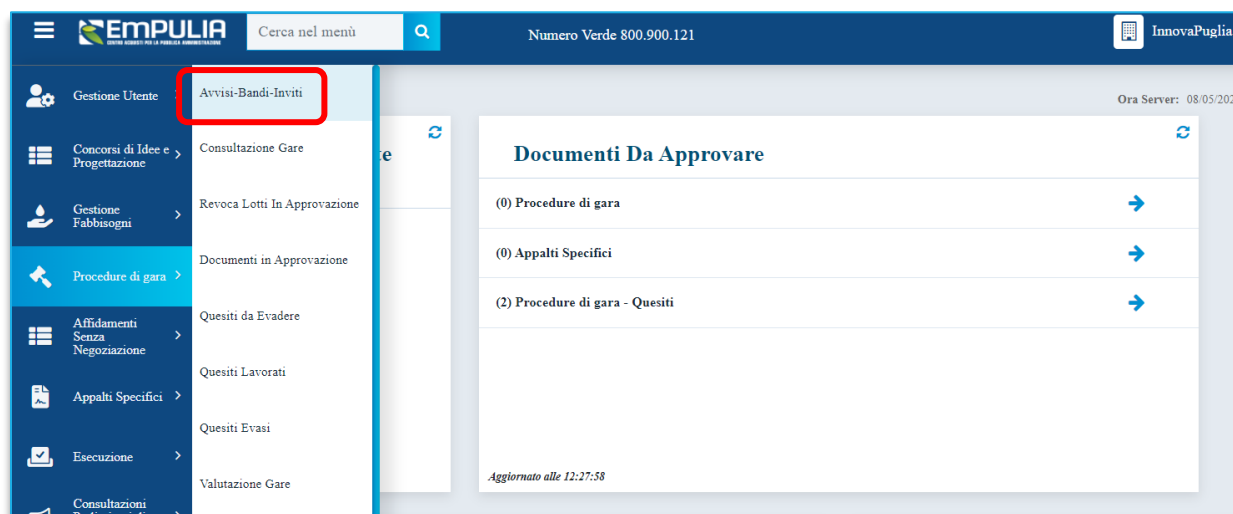 EmPULIA
CENTRO ACQUISTI PER LA PUBBLICA AMMINISTRAZIONE
Cerca nel menù
Numero Verde 800.900.121
InnovaPuglia
Gestione Utente
Concorsi di Idee e
Progettazione
Gestione
Fabbisogni
Procedure di gara
Affidamenti
Senza
Negoziazione
Appalti Specifici
Esecuzione
Consultazioni
Avvisi-Bandi-Inviti
Consultazione Gare
Revoca Lotti In Approvazione
Documenti in Approvazione
Quesiti da Evadere
Quesiti Lavorati
Quesiti Evasi
Valutazione Gare
Ora Server: 08/05/202
te
Documenti Da Approvare
(0) Procedure di gara
(0) Appalti Specifici
(2) Procedure di gara - Quesiti
Aggiornato alle 12:27:58